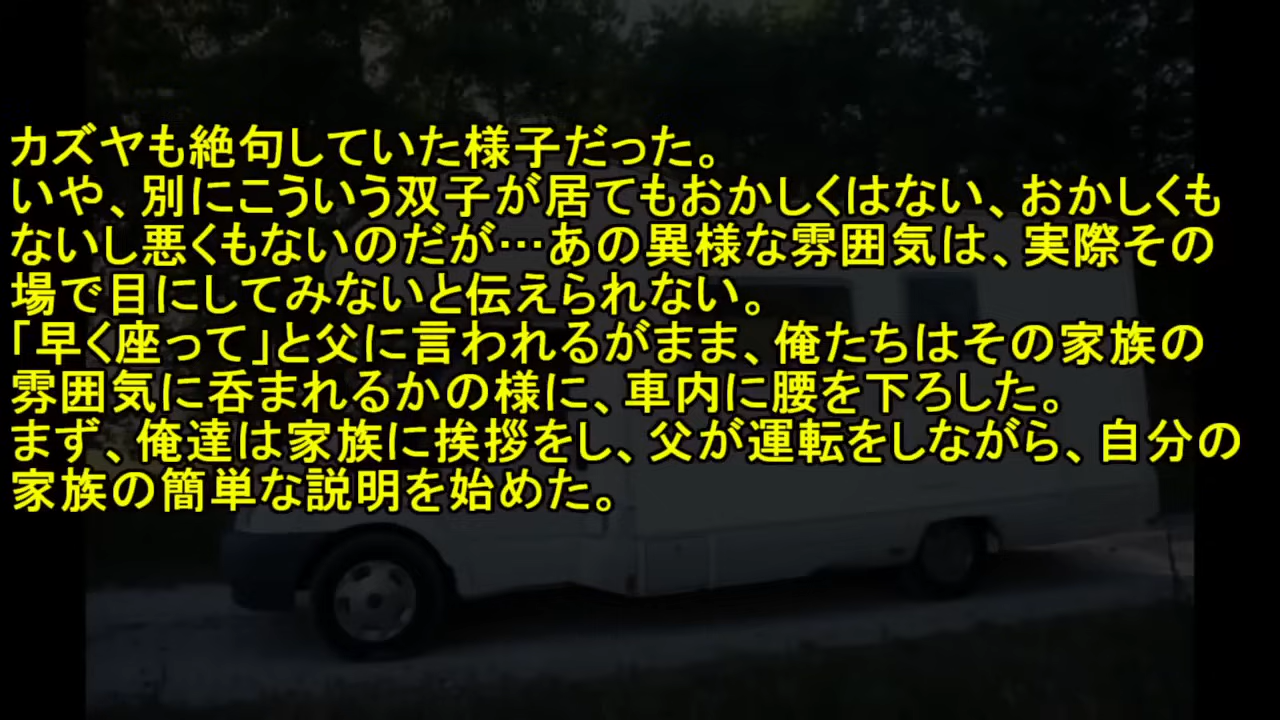 カズヤも絶句していた様子だった。
いや、別にこういう双子が居てもおかしくはない、おかしくも
ないし悪くもないのだが…あの異様な雰囲気は、実際その
場で目にしてみないと伝えられない。
「早く座って」と父に言われるがまま、俺たちはその家族の
雰囲気に呑まれるかの様に、車内に腰を下ろした。
まず、俺達は家族に挨拶をし、父が運転をしながら、自分の
家族の簡単な説明を始めた。